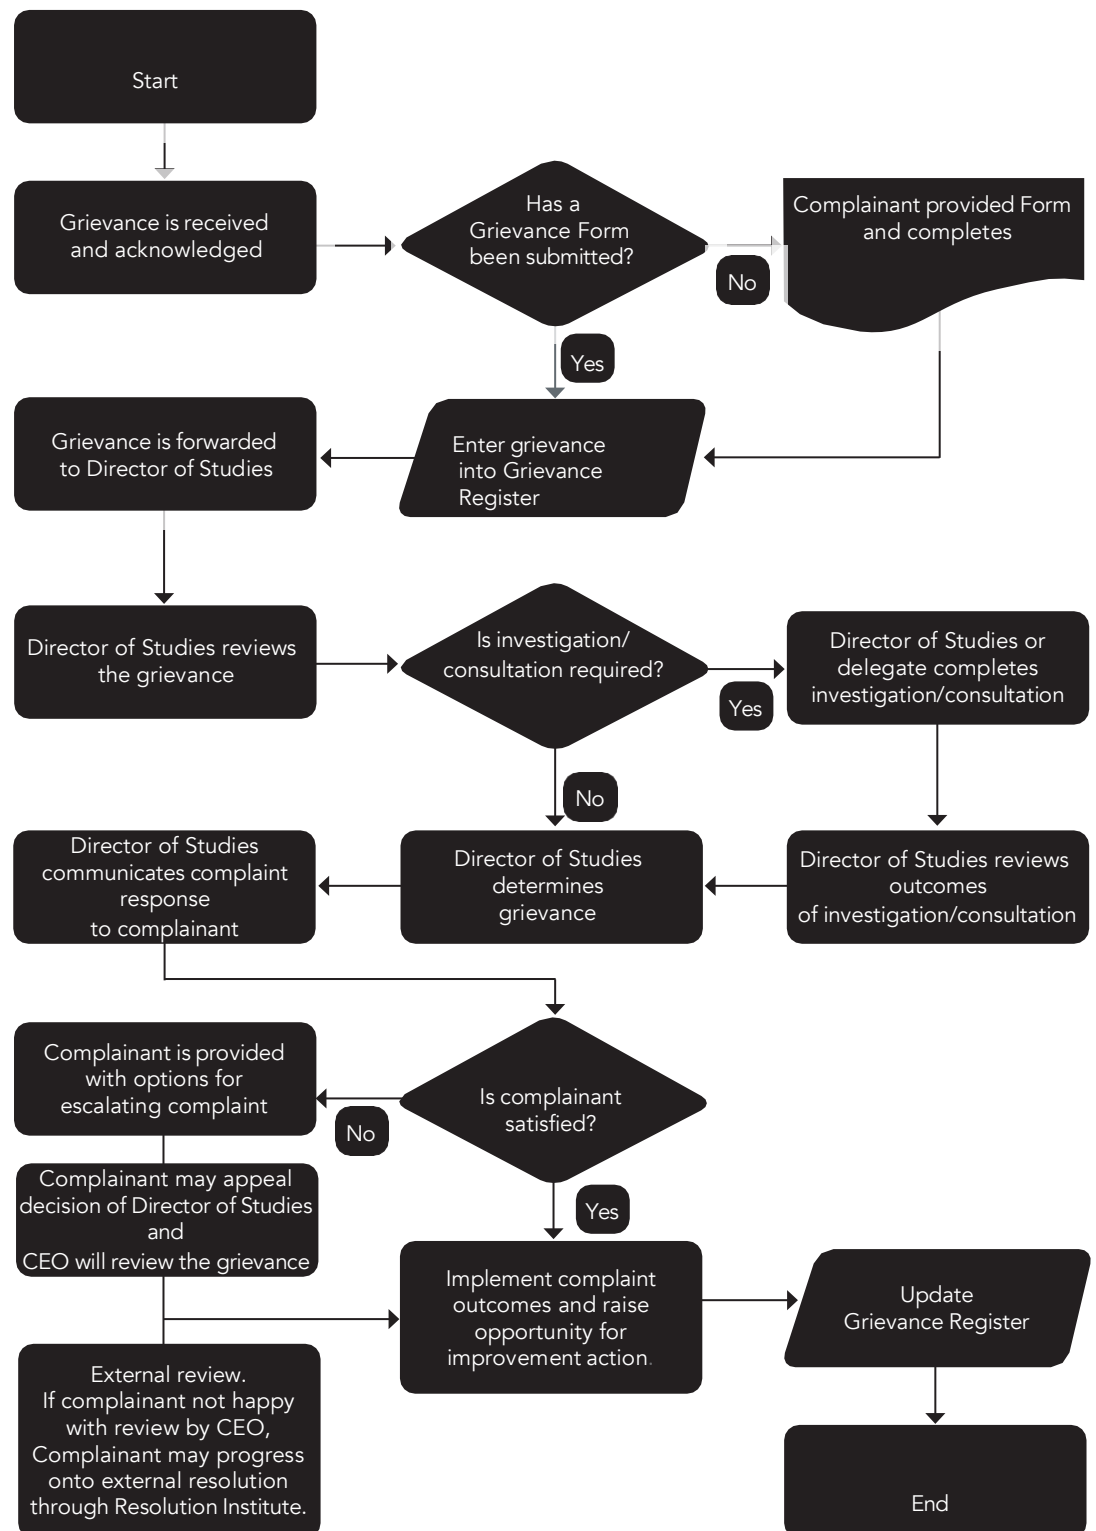 Start
Grievance is received
and acknowledged
Has a
Grievance Form
been submitted?
No
Complainant provided Form
and completes
Yes
Grievance is forwarded
to Director of Studies
Enter grievance
into Grievance
Register
Director of Studies reviews
the grievance
Is investigation/
consultation required?
Yes
Director of Studies or
delegate completes
investigation/consultation
No
Director of Studies
communicates complaint
response
to complainant
Director of Studies
determines
grievance
Director of Studies reviews
outcomes
of investigation/consultation
Complainant is provided
with options for
escalating complaint
No
Is complainant
satisfied?
Complainant may appeal
decision of Director of Studies
and
CEO will review the grievance
Yes
Implement complaint
outcomes and raise
opportunity for
improvement action.
Update
Grievance Register
External review.
If complainant not happy
with review by CEO,
Complainant may progress
onto external resolution
through Resolution Institute.
End